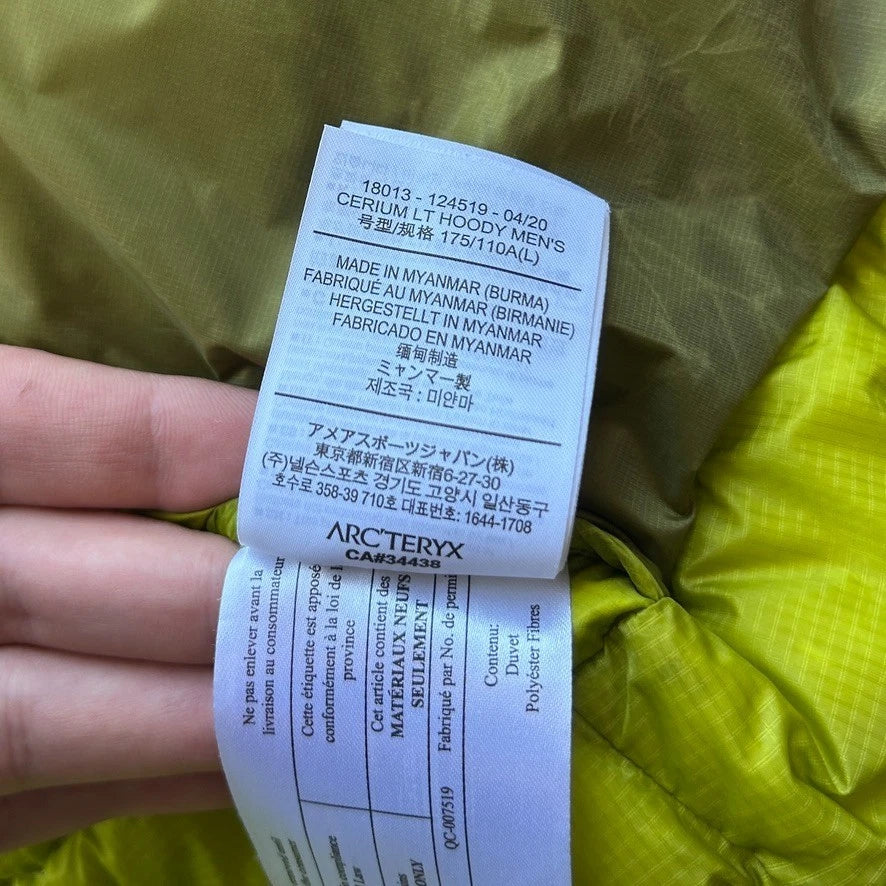 18013 - 124519 - 04/20
CERIUM LT HOODY MEN'S
号型/规格 175/110A(L)
MADE IN MYANMAR (BURMA)
FABRIQUÉ AU MYANMAR (BIRMANIE)
HERGESTELLT IN MYANMAR
FABRICADO EN MYANMAR
缅甸制造
ミャンマー製
제조국 : 미얀마
アメアスポーツジャパン(株)
東京都新宿区新宿6-27-30
(주)넬슨스포츠 경기도 고양시 일산동구
호수로 358-39 710호 대표번호: 1644-1708
ARC'TERYX
CA#34438
Ne pas enlever avant la
livraison au consommateur
Cette étiquette est apposé
conformément à la loi de
province
Cet article contient des
MATÉRIAUX NEUFS
SEULEMENT
Fabriqué par No. de permi
QC-007519
Contenu:
Duvet
Polyéster Fibres
ONLY